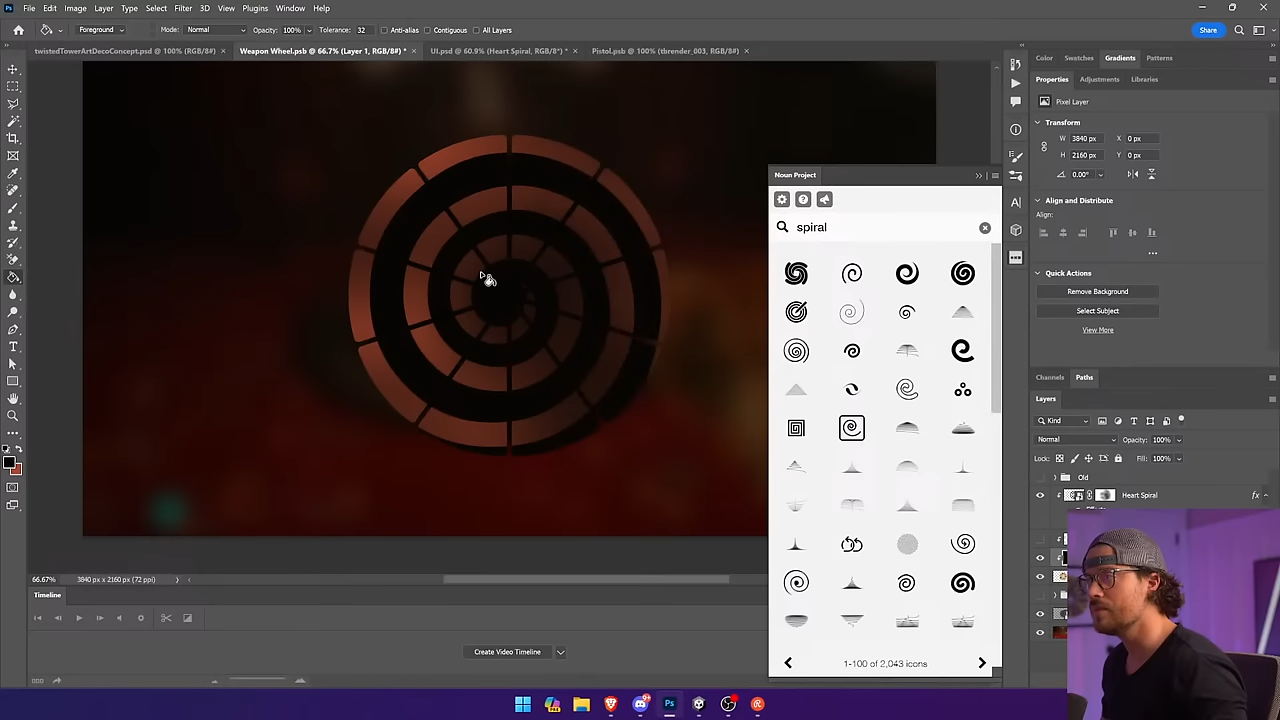 File Edit Image Layer Type Select Filter 3D View Plugins Window Help
Foreground Mode: Normal Opacity: 100% Tolerance: 32 Anti-alias Contiguous All Layers Share
twistedTowerArtDecoConcept.psd @ 100% (RGB/8#) × Weapon Wheel.psb @ 66.7% (Layer 1, RGB/8#) * × UI.psd @ 60.9% (Heart Spiral, RGB/8*) * × Pistol.psb @ 100% (tbrender_003, RGB/8#) ×
Color Swatches Gradients Patterns
Properties Adjustments Libraries
Pixel Layer
Transform
W 3840 px X 0 px
H 2160 px Y 0 px
0.00°
Align and Distribute
Align:
Quick Actions
Remove Background
Select Subject
View More
Channels Paths
Layers
Kind
Normal Opacity: 100%
Lock: Fill: 100%
Old
Heart Spiral fx
Noun Project
spiral
1-100 of 2,043 icons
66.67% 3840 px x 2160 px (72 ppi)
Timeline
Create Video Timeline
Ps